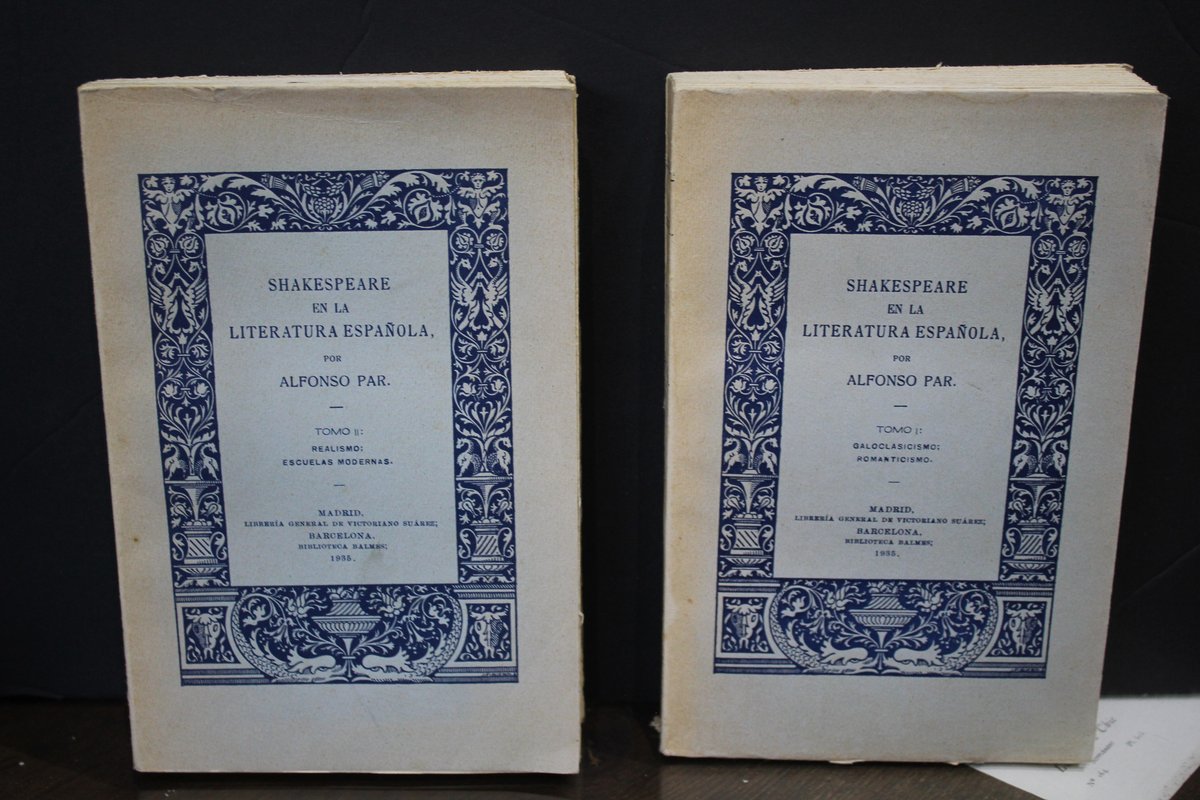 SHAKESPEARE
EN LA
LITERATURA ESPAÑOLA,
POR
ALFONSO PAR.
TOMO II:
REALISMO;
ESCUELAS MODERNAS.
MADRID,
LIBRERÍA GENERAL DE VICTORIANO SUÁREZ;
BARCELONA,
BIBLIOTECA BALMES;
1935.
SHAKESPEARE
EN LA
LITERATURA ESPAÑOLA,
POR
ALFONSO PAR.
TOMO I:
GALOCLASICISMO;
ROMANTICISMO.
MADRID,
LIBRERÍA GENERAL DE VICTORIANO SUÁREZ;
BARCELONA,
BIBLIOTECA BALMES;
1935.